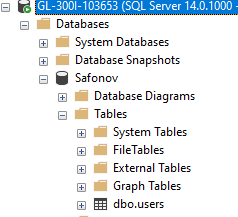 GL-300I-103653 (SQL Server 14.0.1000 -
Databases
System Databases
Database Snapshots
Safonov
Database Diagrams
Tables
System Tables
FileTables
External Tables
Graph Tables
dbo.users